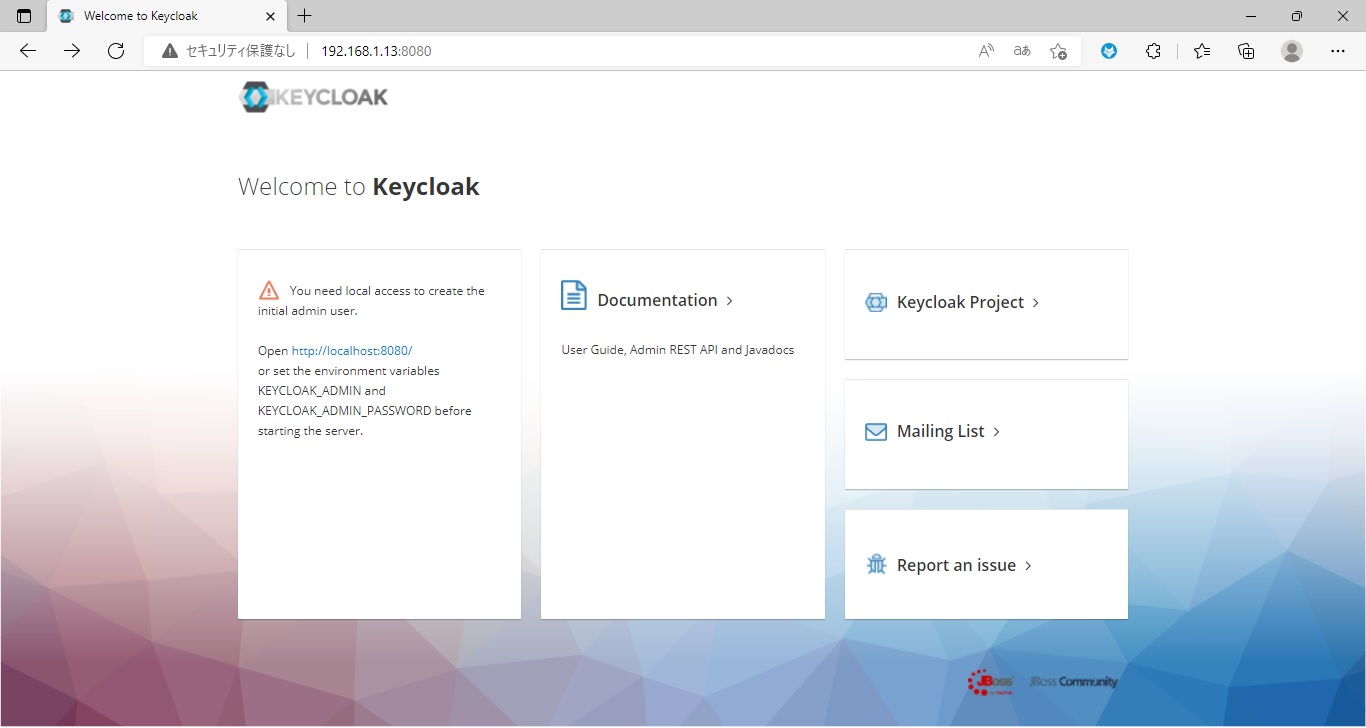 Welcome to Keycloak
セキュリティ保護なし
192.168.1.13:8080
aあ
KEYCLOAK
Welcome to Keycloak
You need local access to create the
initial admin user.
Open http://localhost:8080/
or set the environment variables
KEYCLOAK_ADMIN and
KEYCLOAK_ADMIN_PASSWORD before
starting the server.
Documentation
User Guide, Admin REST API and Javadocs
Keycloak Project
Mailing List
Report an issue
JBoss
JBoss Community